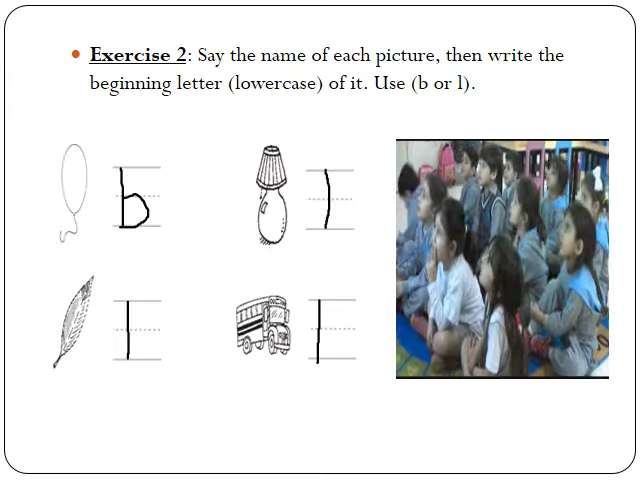 • Exercise 2: Say the name of each picture, then write the
beginning letter (lowercase) of it. Use (b or l).
b l
l l